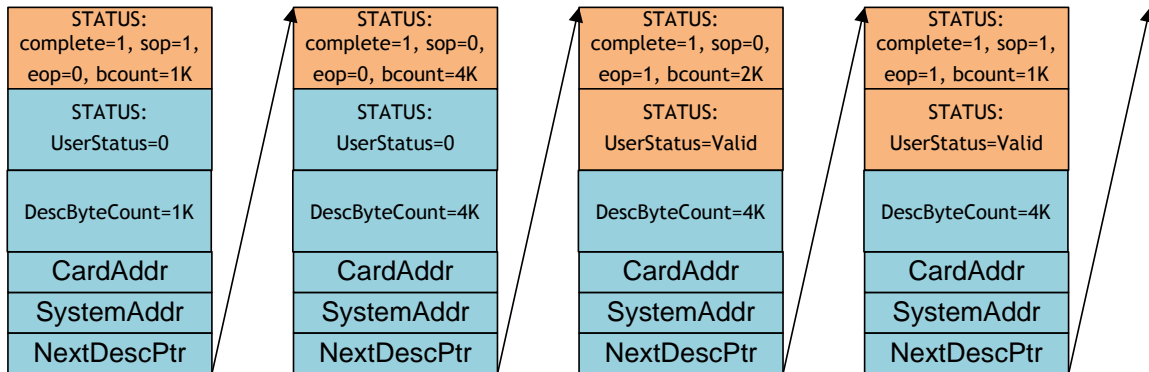 STATUS:
complete=1, sop=1,
eop=0, bcount=1K
STATUS:
UserStatus=0
DescByteCount=1K
CardAddr
SystemAddr
NextDescPtr
STATUS:
complete=1, sop=0,
eop=0, bcount=4K
STATUS:
UserStatus=0
DescByteCount=4K
CardAddr
SystemAddr
NextDescPtr
STATUS:
complete=1, sop=0,
eop=1, bcount=2K
STATUS:
UserStatus=Valid
DescByteCount=4K
CardAddr
SystemAddr
NextDescPtr
STATUS:
complete=1, sop=1,
eop=1, bcount=1K
STATUS:
UserStatus=Valid
DescByteCount=4K
CardAddr
SystemAddr
NextDescPtr